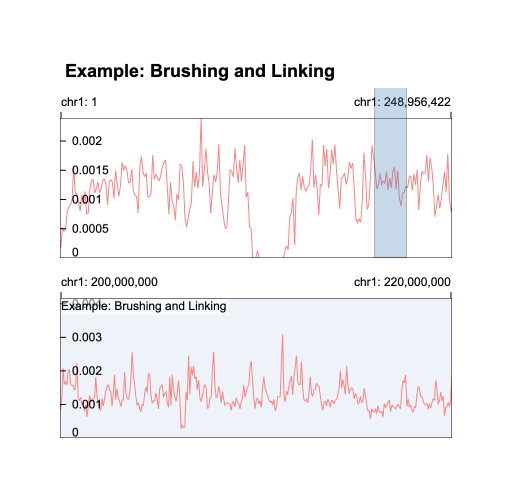 Example: Brushing and Linking
chr1: 1
chr1: 248,956,422
0.002
0.0015
0.001
0.0005
0
chr1: 200,000,000
chr1: 220,000,000
0.004
Example: Brushing and Linking
0.003
0.002
0.001
0